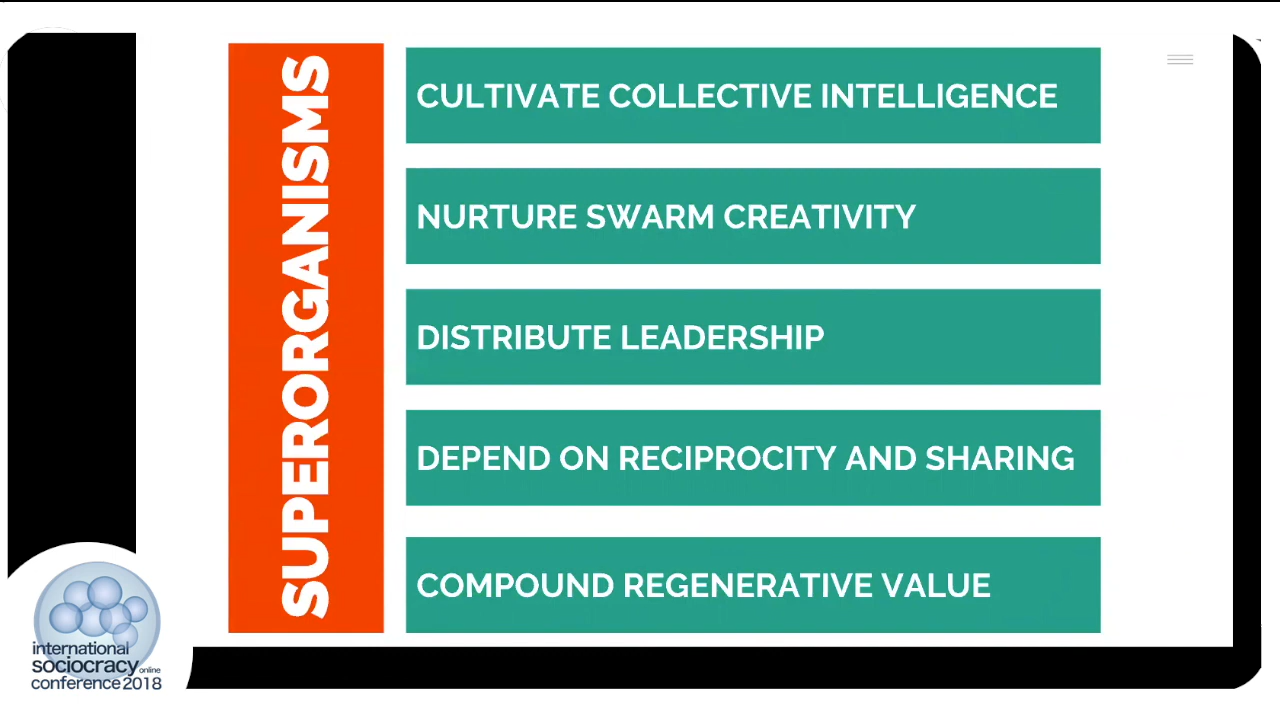 SUPERORGANISMS
CULTIVATE COLLECTIVE INTELLIGENCE
NURTURE SWARM CREATIVITY
DISTRIBUTE LEADERSHIP
DEPEND ON RECIPROCITY AND SHARING
COMPOUND REGENERATIVE VALUE
international
sociocracy online
conference 2018